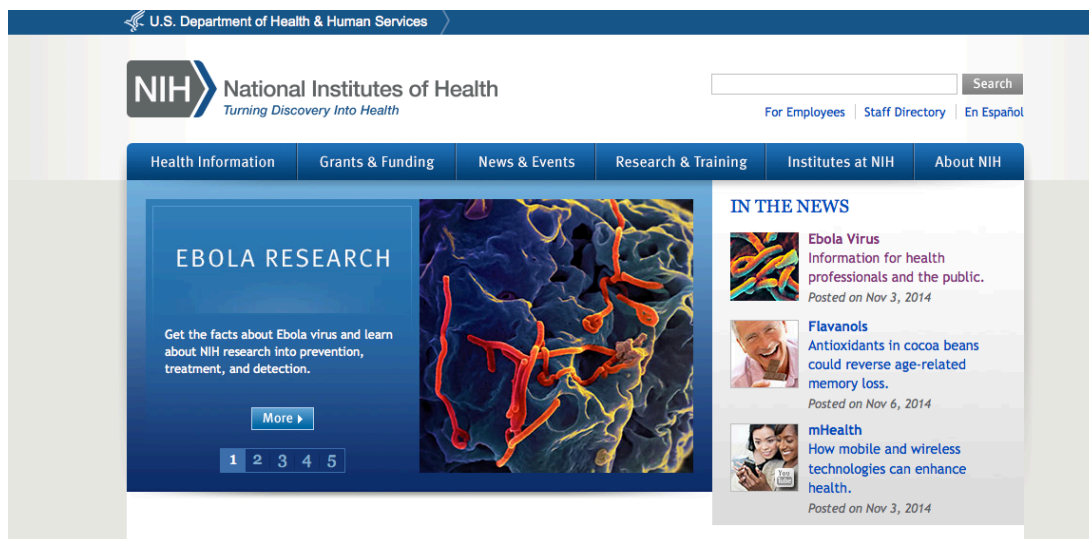 U.S. Department of Health & Human Services
NIH
National Institutes of Health
Turning Discovery Into Health
Search
For Employees
Staff Directory
En Español
Health Information
Grants & Funding
News & Events
Research & Training
Institutes at NIH
About NIH
EBOLA RESEARCH
Get the facts about Ebola virus and learn
about NIH research into prevention,
treatment, and detection.
More
1 2 3 4 5
IN THE NEWS
Ebola Virus
Information for health
professionals and the public.
Posted on Nov 3, 2014
Flavanols
Antioxidants in cocoa beans
could reverse age-related
memory loss.
Posted on Nov 6, 2014
You
Tube
mHealth
How mobile and wireless
technologies can enhance
health.
Posted on Nov 3, 2014